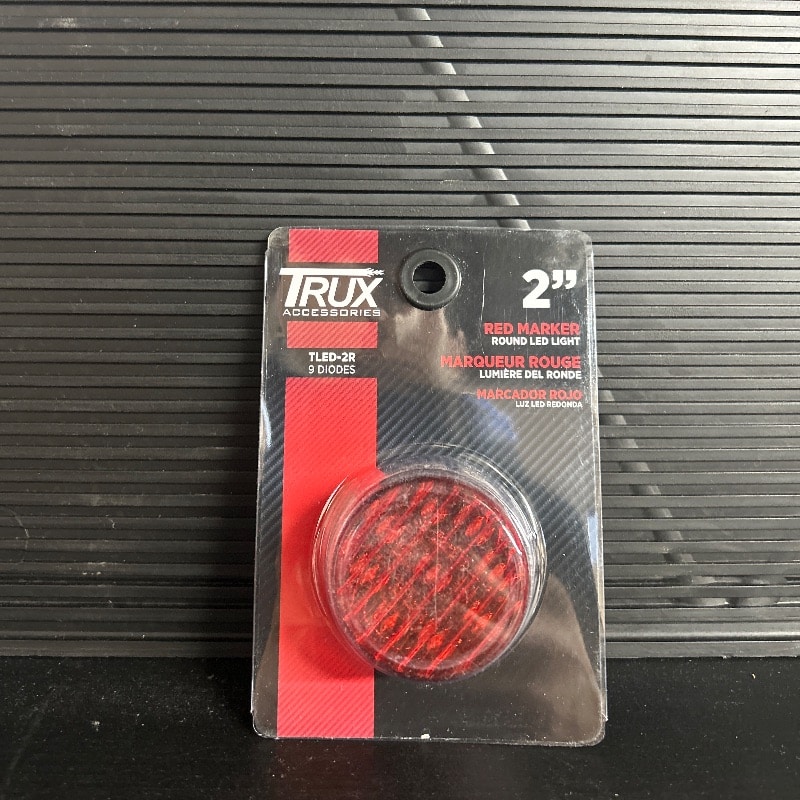 TRUX
ACCESSORIES
TLED-2R
9 DIODES
2”
RED MARKER
ROUND LED LIGHT
MARQUEUR ROUGE
LUMIÈRE DEL RONDE
MARCADOR ROJO
LUZ LED REDONDA